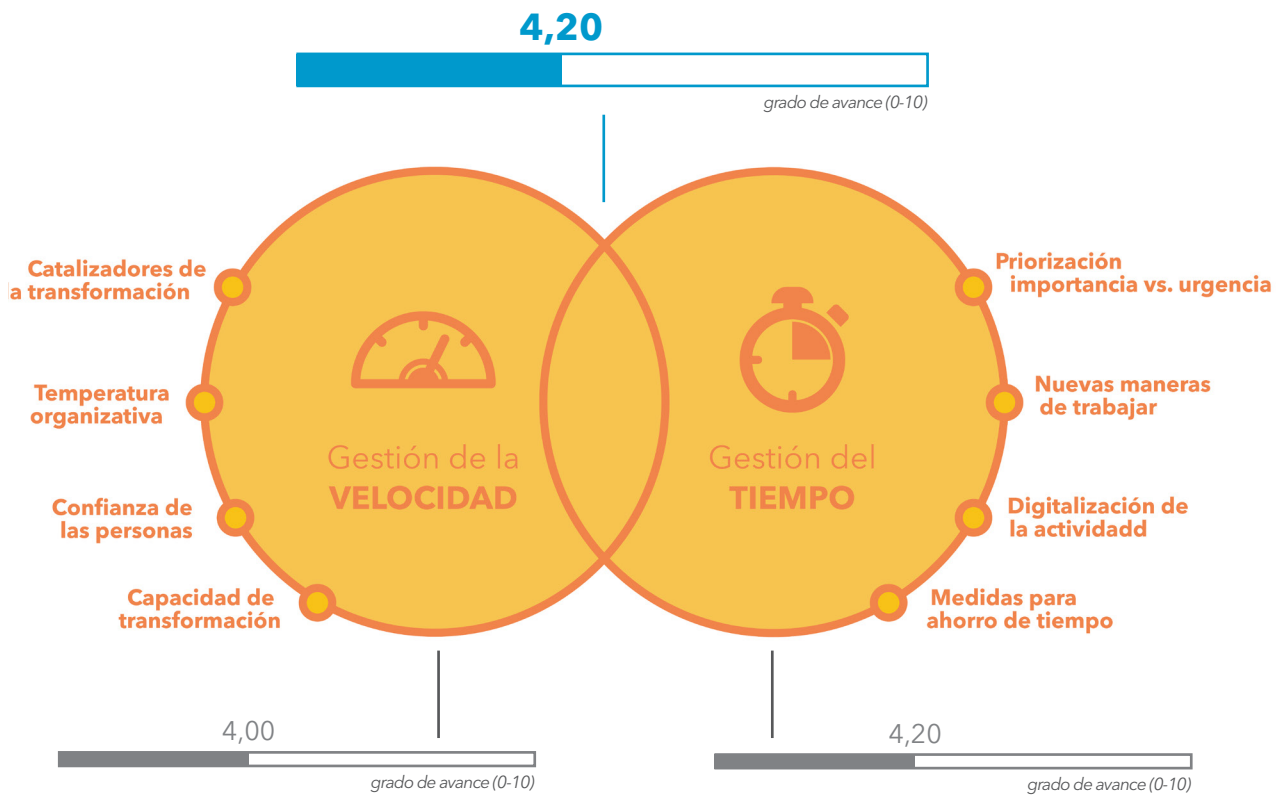 4,20
grado de avance (0-10)
Catalizadores de
la transformación
Temperatura
organizativa
Confianza de
las personas
Capacidad de
transformación
Gestión de la
VELOCIDAD
Gestión del
TIEMPO
Priorización
importancia vs. urgencia
Nuevas maneras
de trabajar
Digitalización de
la actividadd
Medidas para
ahorro de tiempo
4,00
grado de avance (0-10)
4,20
grado de avance (0-10)